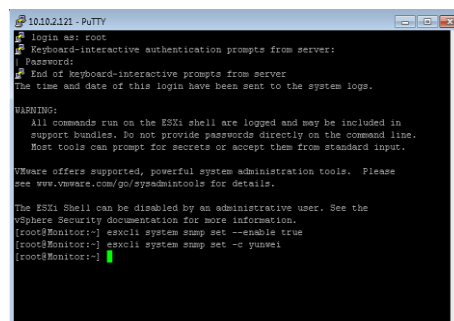 10.10.2.121 - PuTTY
login as: root
Keyboard-interactive authentication prompts from server:
| Password:
End of keyboard-interactive prompts from server
The time and date of this login have been sent to the system logs.
WARNING:
All commands run on the ESXi shell are logged and may be included in
support bundles. Do not provide passwords directly on the command line.
Most tools can prompt for secrets or accept them from standard input.
VMware offers supported, powerful system administration tools. Please
see www.vmware.com/go/sysadmintools for details.
The ESXi Shell can be disabled by an administrative user. See the
vSphere Security documentation for more information.
[root@Monitor:~] esxcli system snmp set --enable true
[root@Monitor:~] esxcli system snmp set -c yunwei
[root@Monitor:~]